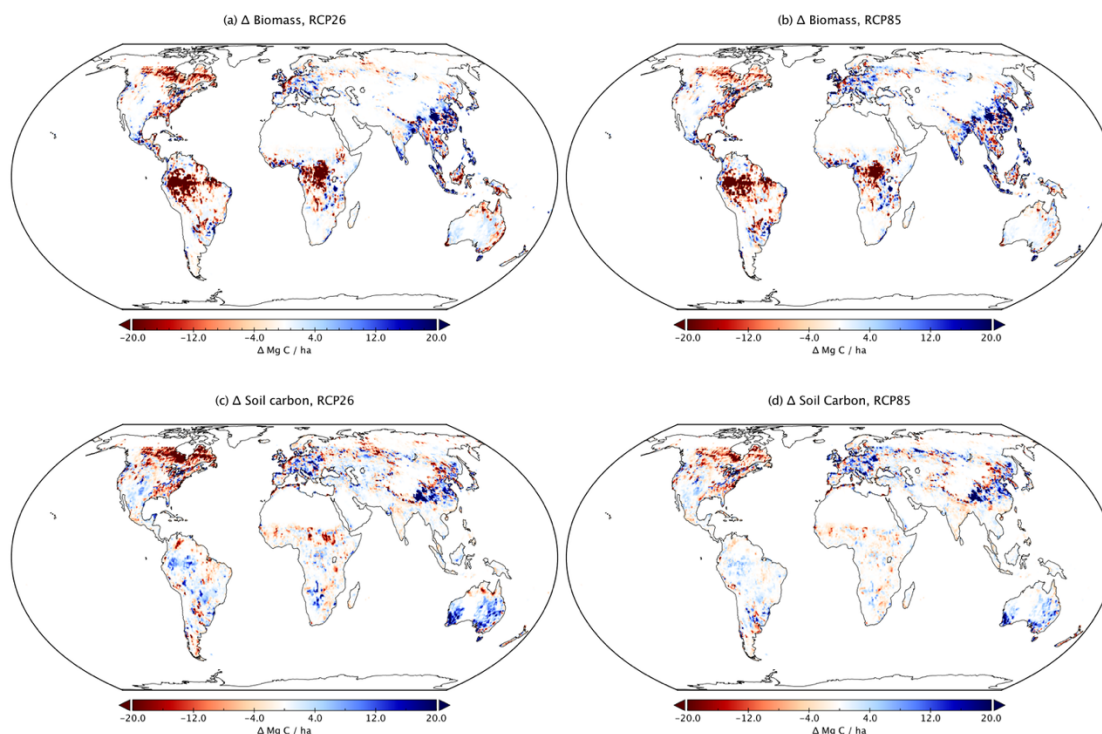 (a) Δ Biomass, RCP26
(b) Δ Biomass, RCP85
−20.0 −12.0 −4.0 4.0 12.0 20.0
Δ Mg C / ha
−20.0 −12.0 −4.0 4.0 12.0 20.0
Δ Mg C / ha
(c) Δ Soil carbon, RCP26
(d) Δ Soil Carbon, RCP85
−20.0 −12.0 −4.0 4.0 12.0 20.0
Δ Mg C / ha
−20.0 −12.0 −4.0 4.0 12.0 20.0
Δ Mg C / ha